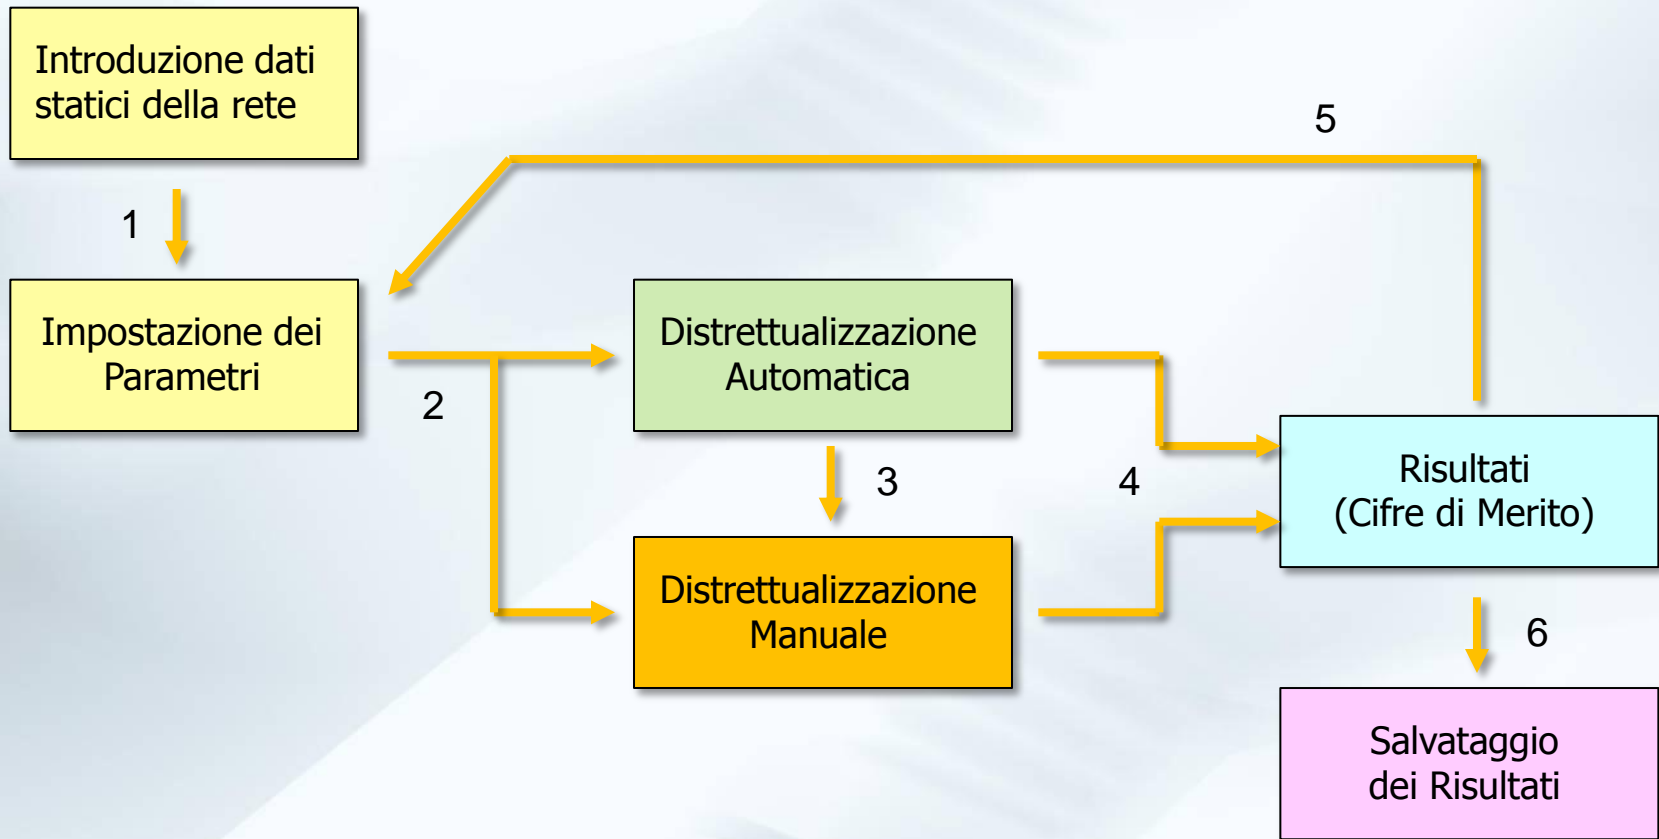 Introduzione dati
statici della rete
5
1
Impostazione dei
Parametri
2
Distrettualizzazione
Automatica
3
4
Distrettualizzazione
Manuale
Risultati
(Cifre di Merito)
6
Salvataggio
dei Risultati